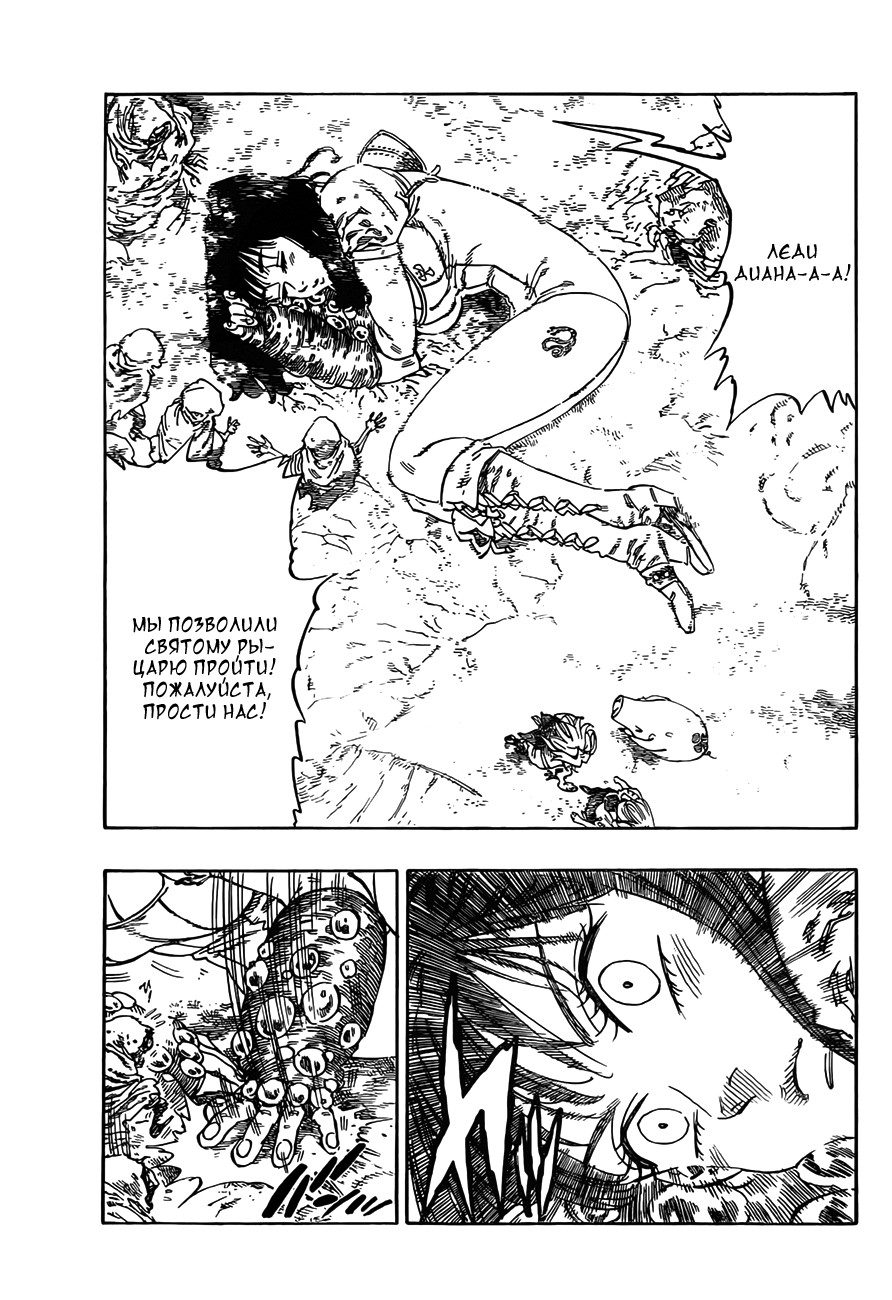 ЛЕДИ
ДИАНА-А-А!
МЫ ПОЗВОЛИЛИ
СВЯТОМУ РЫ-
ЦАРЮ ПРОЙТИ!
ПОЖАЛУЙСТА,
ПРОСТИ НАС!